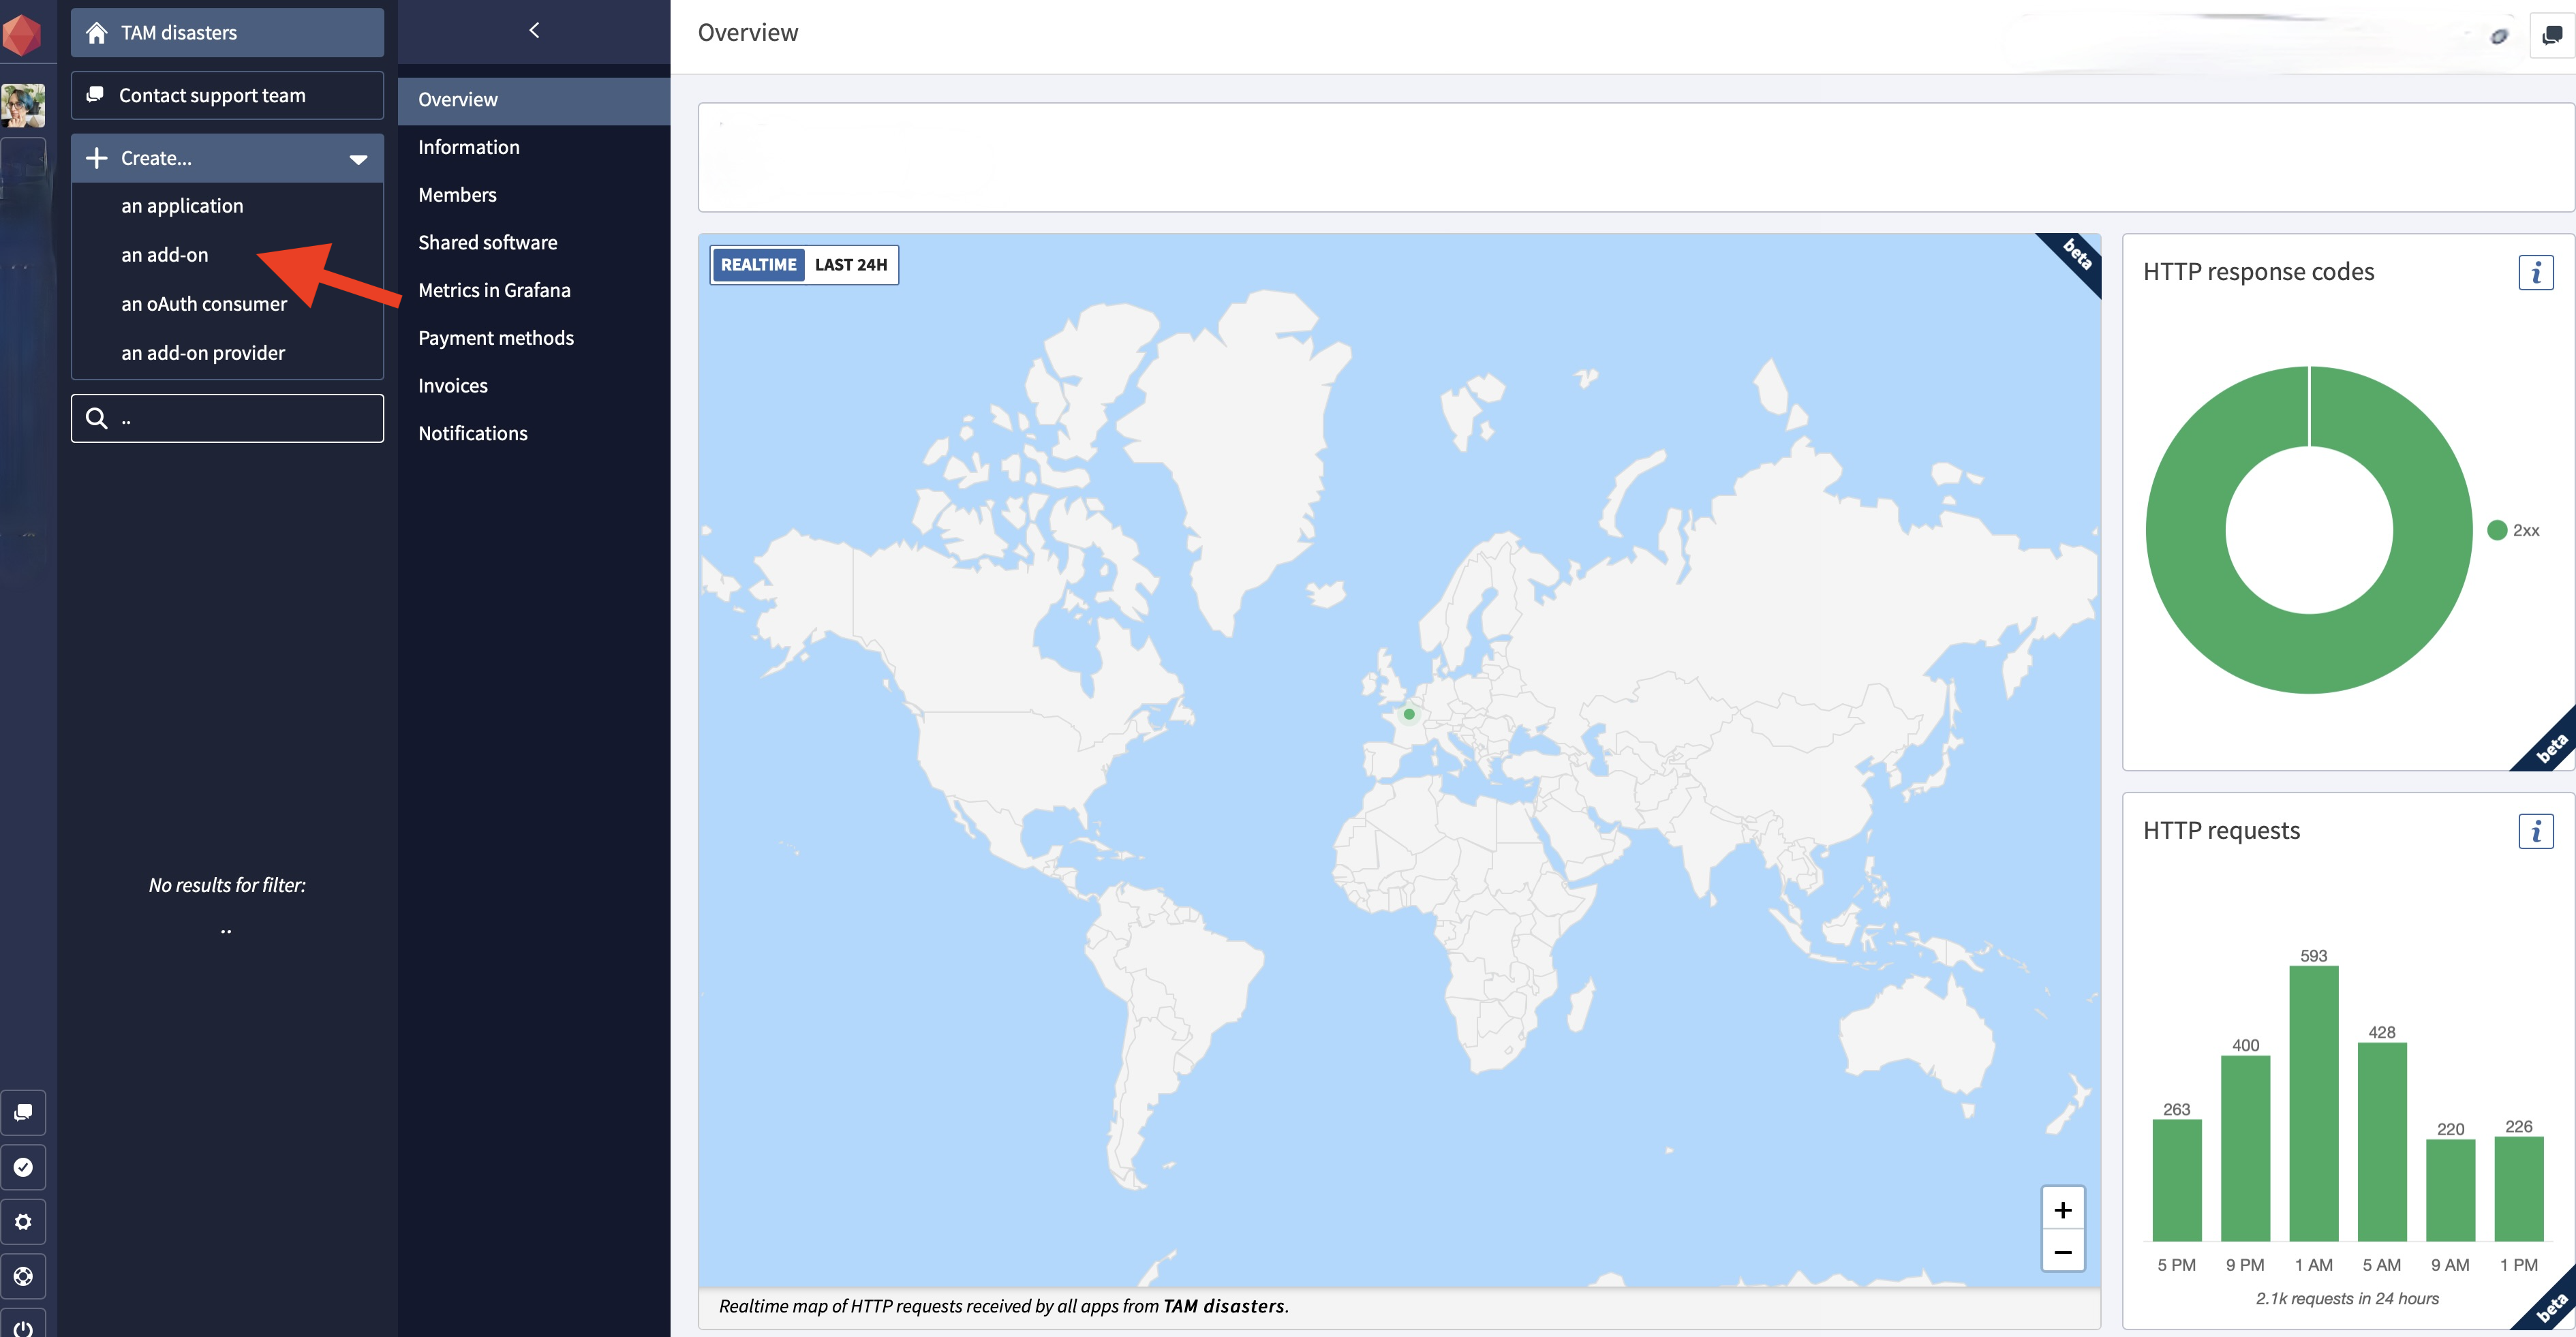 TAM disasters
Contact support team
Create...
an application
an add-on
an oAuth consumer
an add-on provider
..
No results for filter:
..
Overview
Information
Members
Shared software
Metrics in Grafana
Payment methods
Invoices
Notifications
Overview
REALTIME LAST 24H
beta
+
−
Realtime map of HTTP requests received by all apps from TAM disasters.
HTTP response codes
i
2xx
beta
HTTP requests
i
263 400 593 428 220 226
5 PM 9 PM 1 AM 5 AM 9 AM 1 PM
2.1k requests in 24 hours
beta